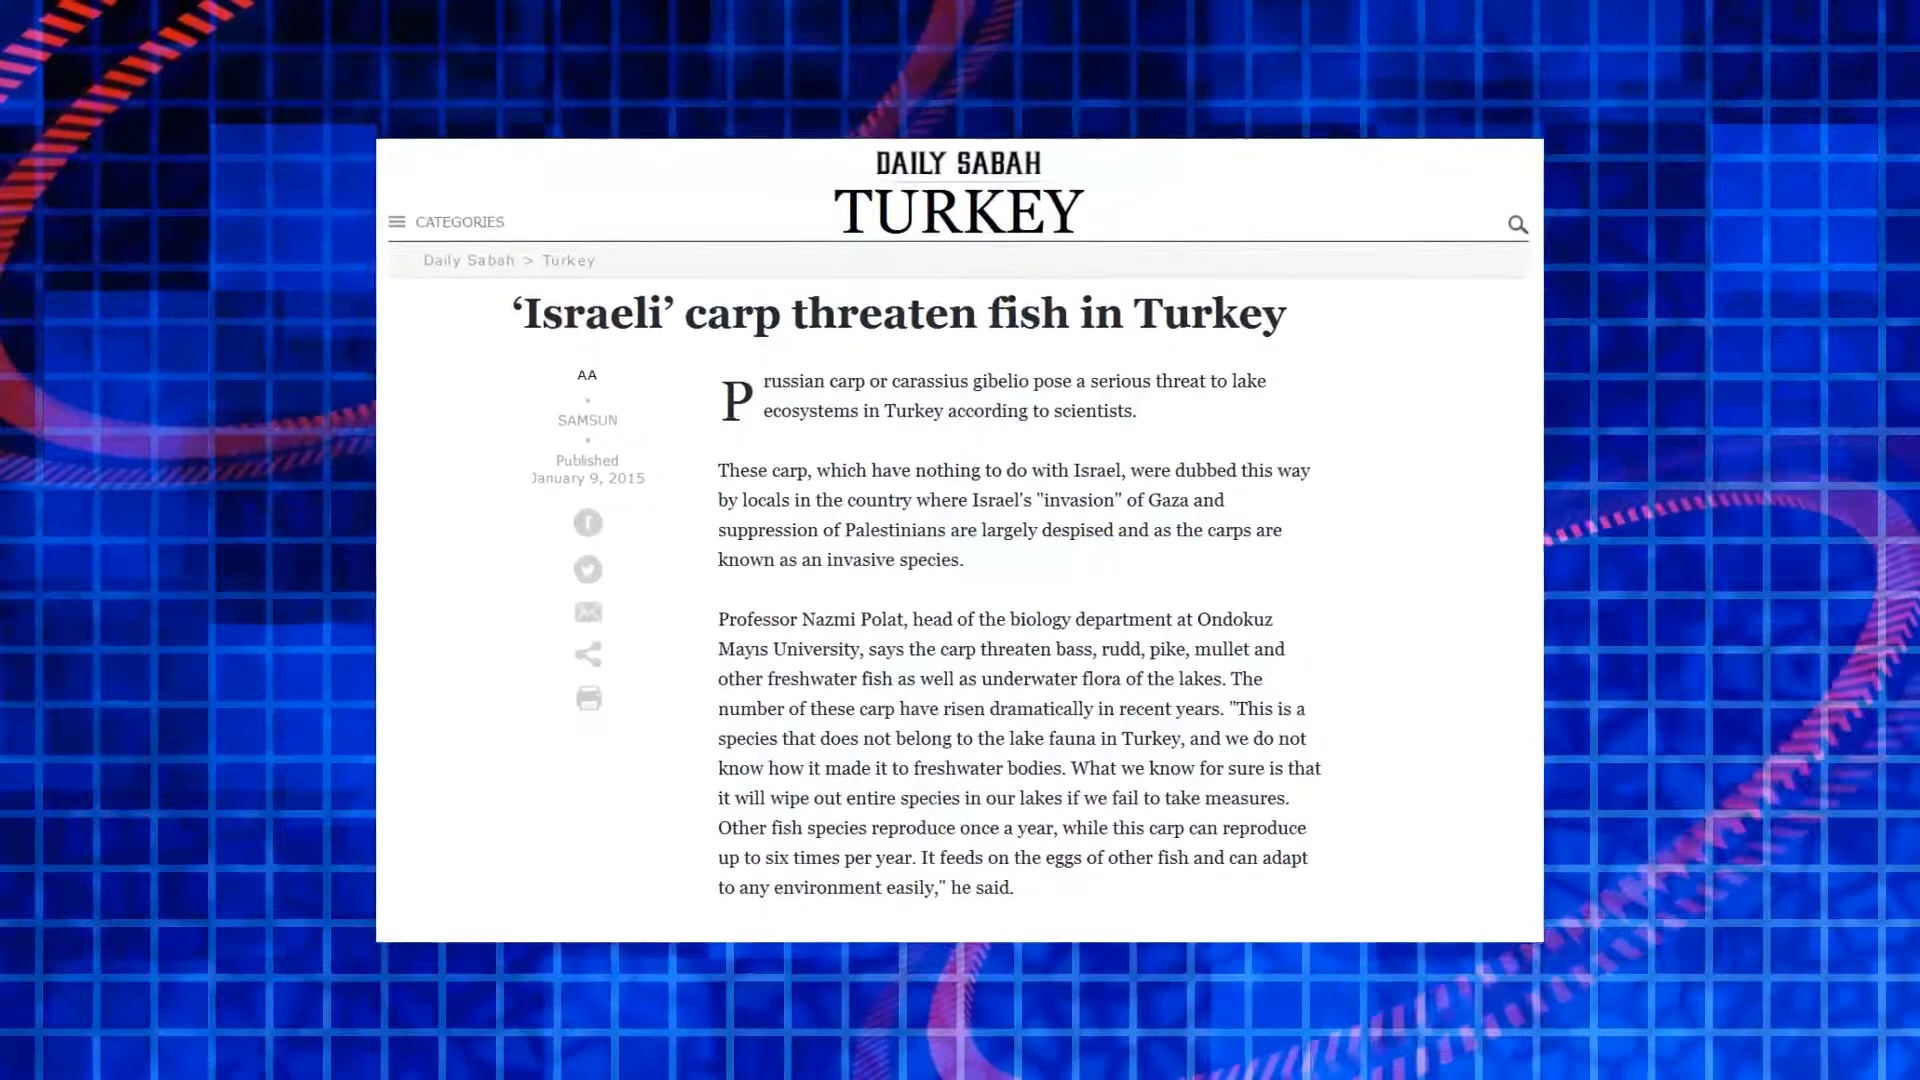 DAILY SABAH
TURKEY
CATEGORIES
Daily Sabah > Turkey
‘Israeli’ carp threaten fish in Turkey
AA
SAMSUN
Published
January 9, 2015
Prussian carp or carassius gibelio pose a serious threat to lake
ecosystems in Turkey according to scientists.
These carp, which have nothing to do with Israel, were dubbed this way
by locals in the country where Israel's "invasion" of Gaza and
suppression of Palestinians are largely despised and as the carps are
known as an invasive species.
Professor Nazmi Polat, head of the biology department at Ondokuz
Mayıs University, says the carp threaten bass, rudd, pike, mullet and
other freshwater fish as well as underwater flora of the lakes. The
number of these carp have risen dramatically in recent years. "This is a
species that does not belong to the lake fauna in Turkey, and we do not
know how it made it to freshwater bodies. What we know for sure is that
it will wipe out entire species in our lakes if we fail to take measures.
Other fish species reproduce once a year, while this carp can reproduce
up to six times per year. It feeds on the eggs of other fish and can adapt
to any environment easily," he said.